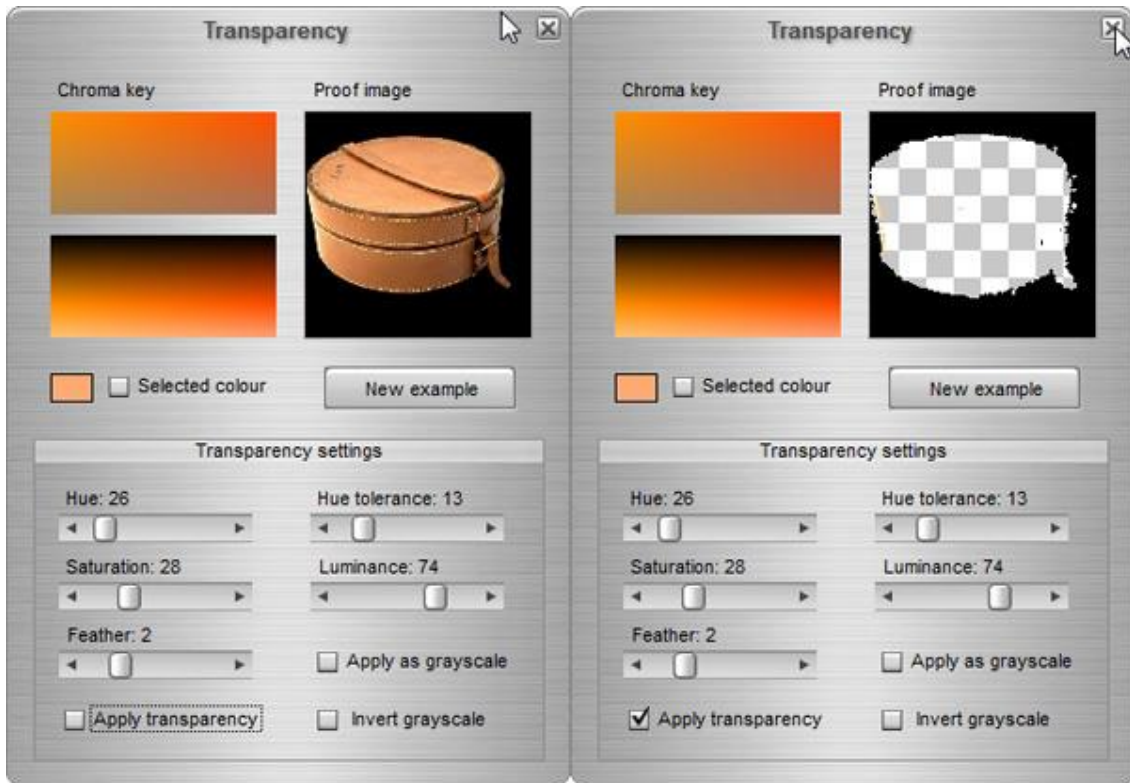 Transparency
Chroma key Proof image
Selected colour New example
Transparency settings
Hue: 26 Hue tolerance: 13
Saturation: 28 Luminance: 74
Feather: 2
Apply as grayscale
Apply transparency Invert grayscale
Transparency
Chroma key Proof image
Selected colour New example
Transparency settings
Hue: 26 Hue tolerance: 13
Saturation: 28 Luminance: 74
Feather: 2
Apply as grayscale
Apply transparency Invert grayscale